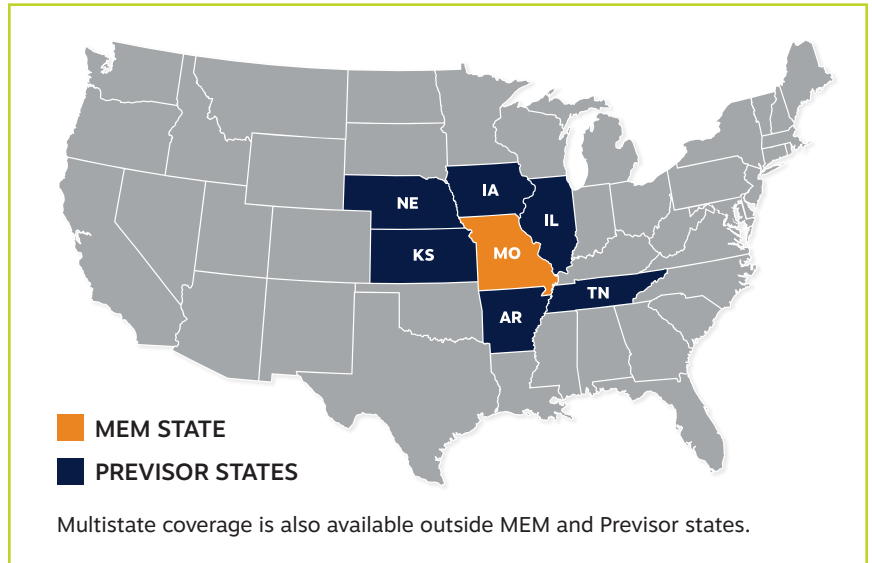 NE
IA
IL
KS
MO
TN
AR
MEM STATE
PREVISOR STATES
Multistate coverage is also available outside MEM and Previsor states.